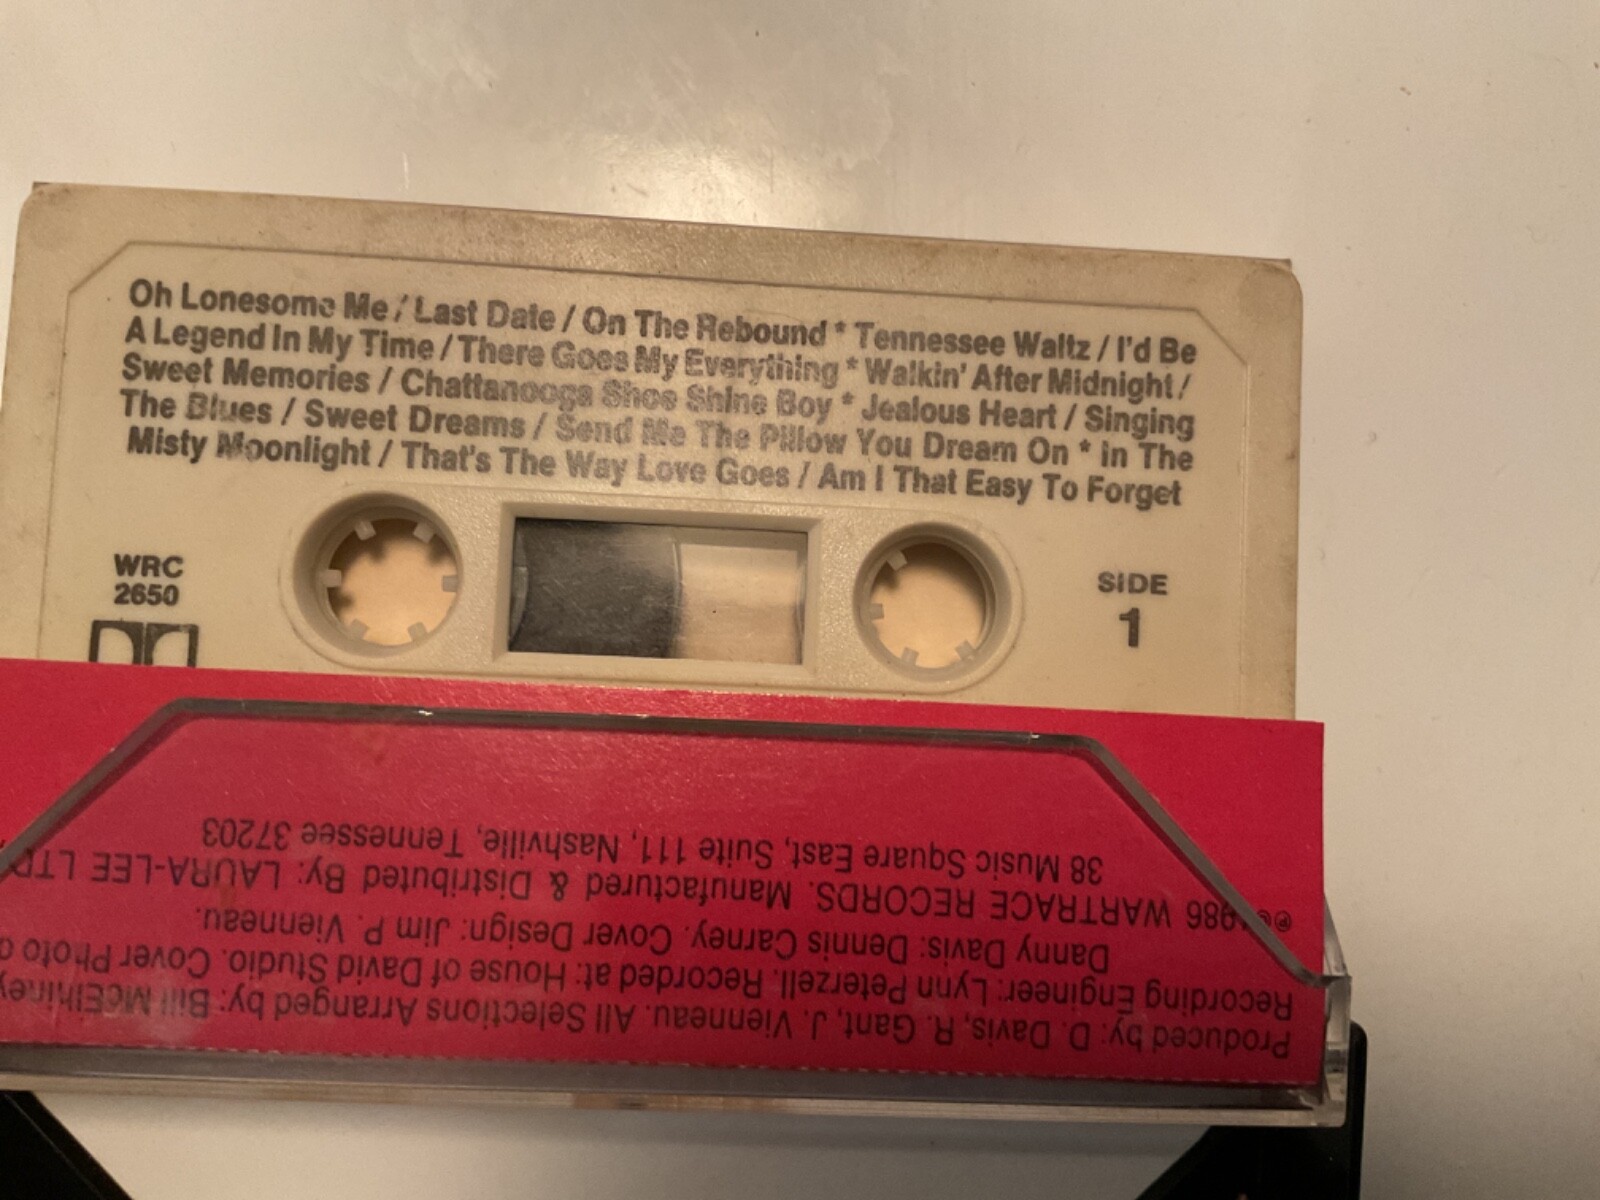 Oh Lonesome Me / Last Date / On The Rebound * Tennessee Waltz / I'd Be
A Legend In My Time / There Goes My Everything * Walkin' After Midnight /
Sweet Memories / Chattanooga Shoe Shine Boy * Jealous Heart / Singing
The Blues / Sweet Dreams / Send Me The Pillow You Dream On * In The
Misty Moonlight / That's The Way Love Goes / Am I That Easy To Forget
WRC
2650
SIDE
1
Produced by: D. Davis, R. Gant, J. Vienneau. All Selections Arranged by: Bill McElhiney
Recording Engineer: Lynn Peterzell. Recorded at: House of David Studio. Cover Photo
Danny Davis: Dennis Carney. Cover Design: Jim P. Vienneau.
℗©1986 WARTRACE RECORDS. Manufactured & Distributed By: LAURA-LEE LTD.
38 Music Square East, Suite 111, Nashville, Tennessee 37203